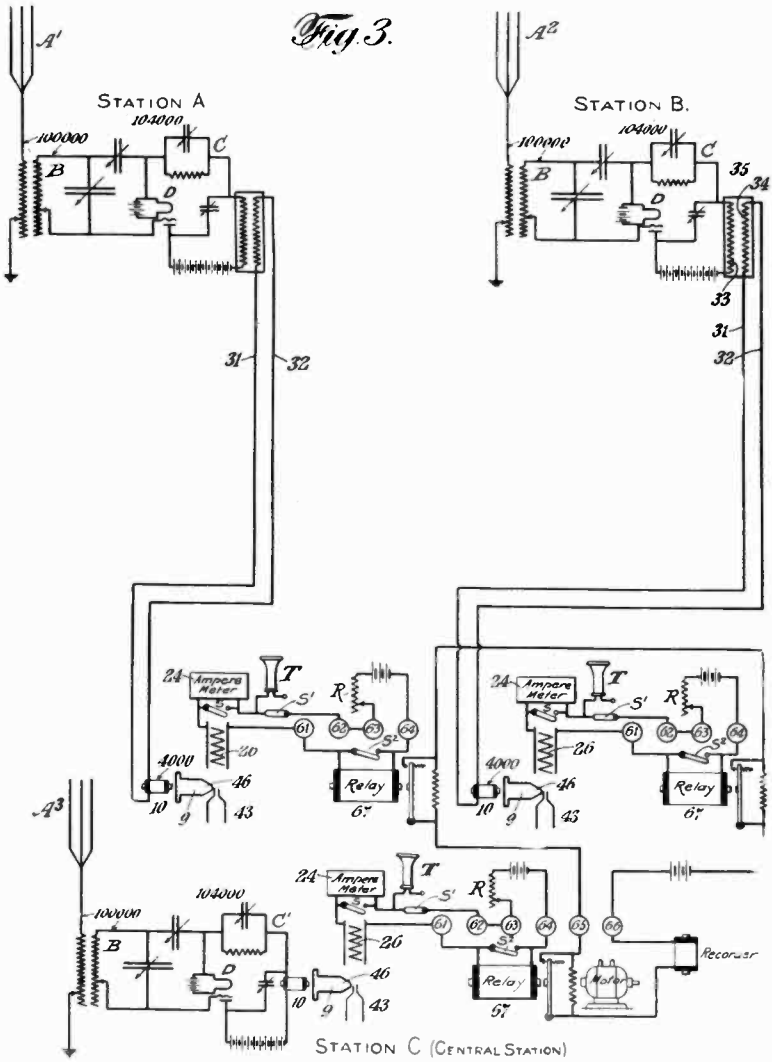 Fig. 3.
A1
A2
STATION A
STATION B.
100000
104000
B
C
D
100000
104000
B
C
D
35
34
33
31
32
31
32
24
Ampere Meter
S
T
S'
R
61
62
63
64
S2
26
Relay
67
4000
10
9
46
43
24
Ampere Meter
S
T
S'
R
61
62
63
64
S2
26
Relay
67
4000
10
9
46
43
A3
100000
104000
B
C'
D
10
9
46
43
24
Ampere Meter
S
T
S'
R
61
62
63
64
65
66
S2
26
Relay
67
Motor
Recorder
STATION C (CENTRAL STATION)